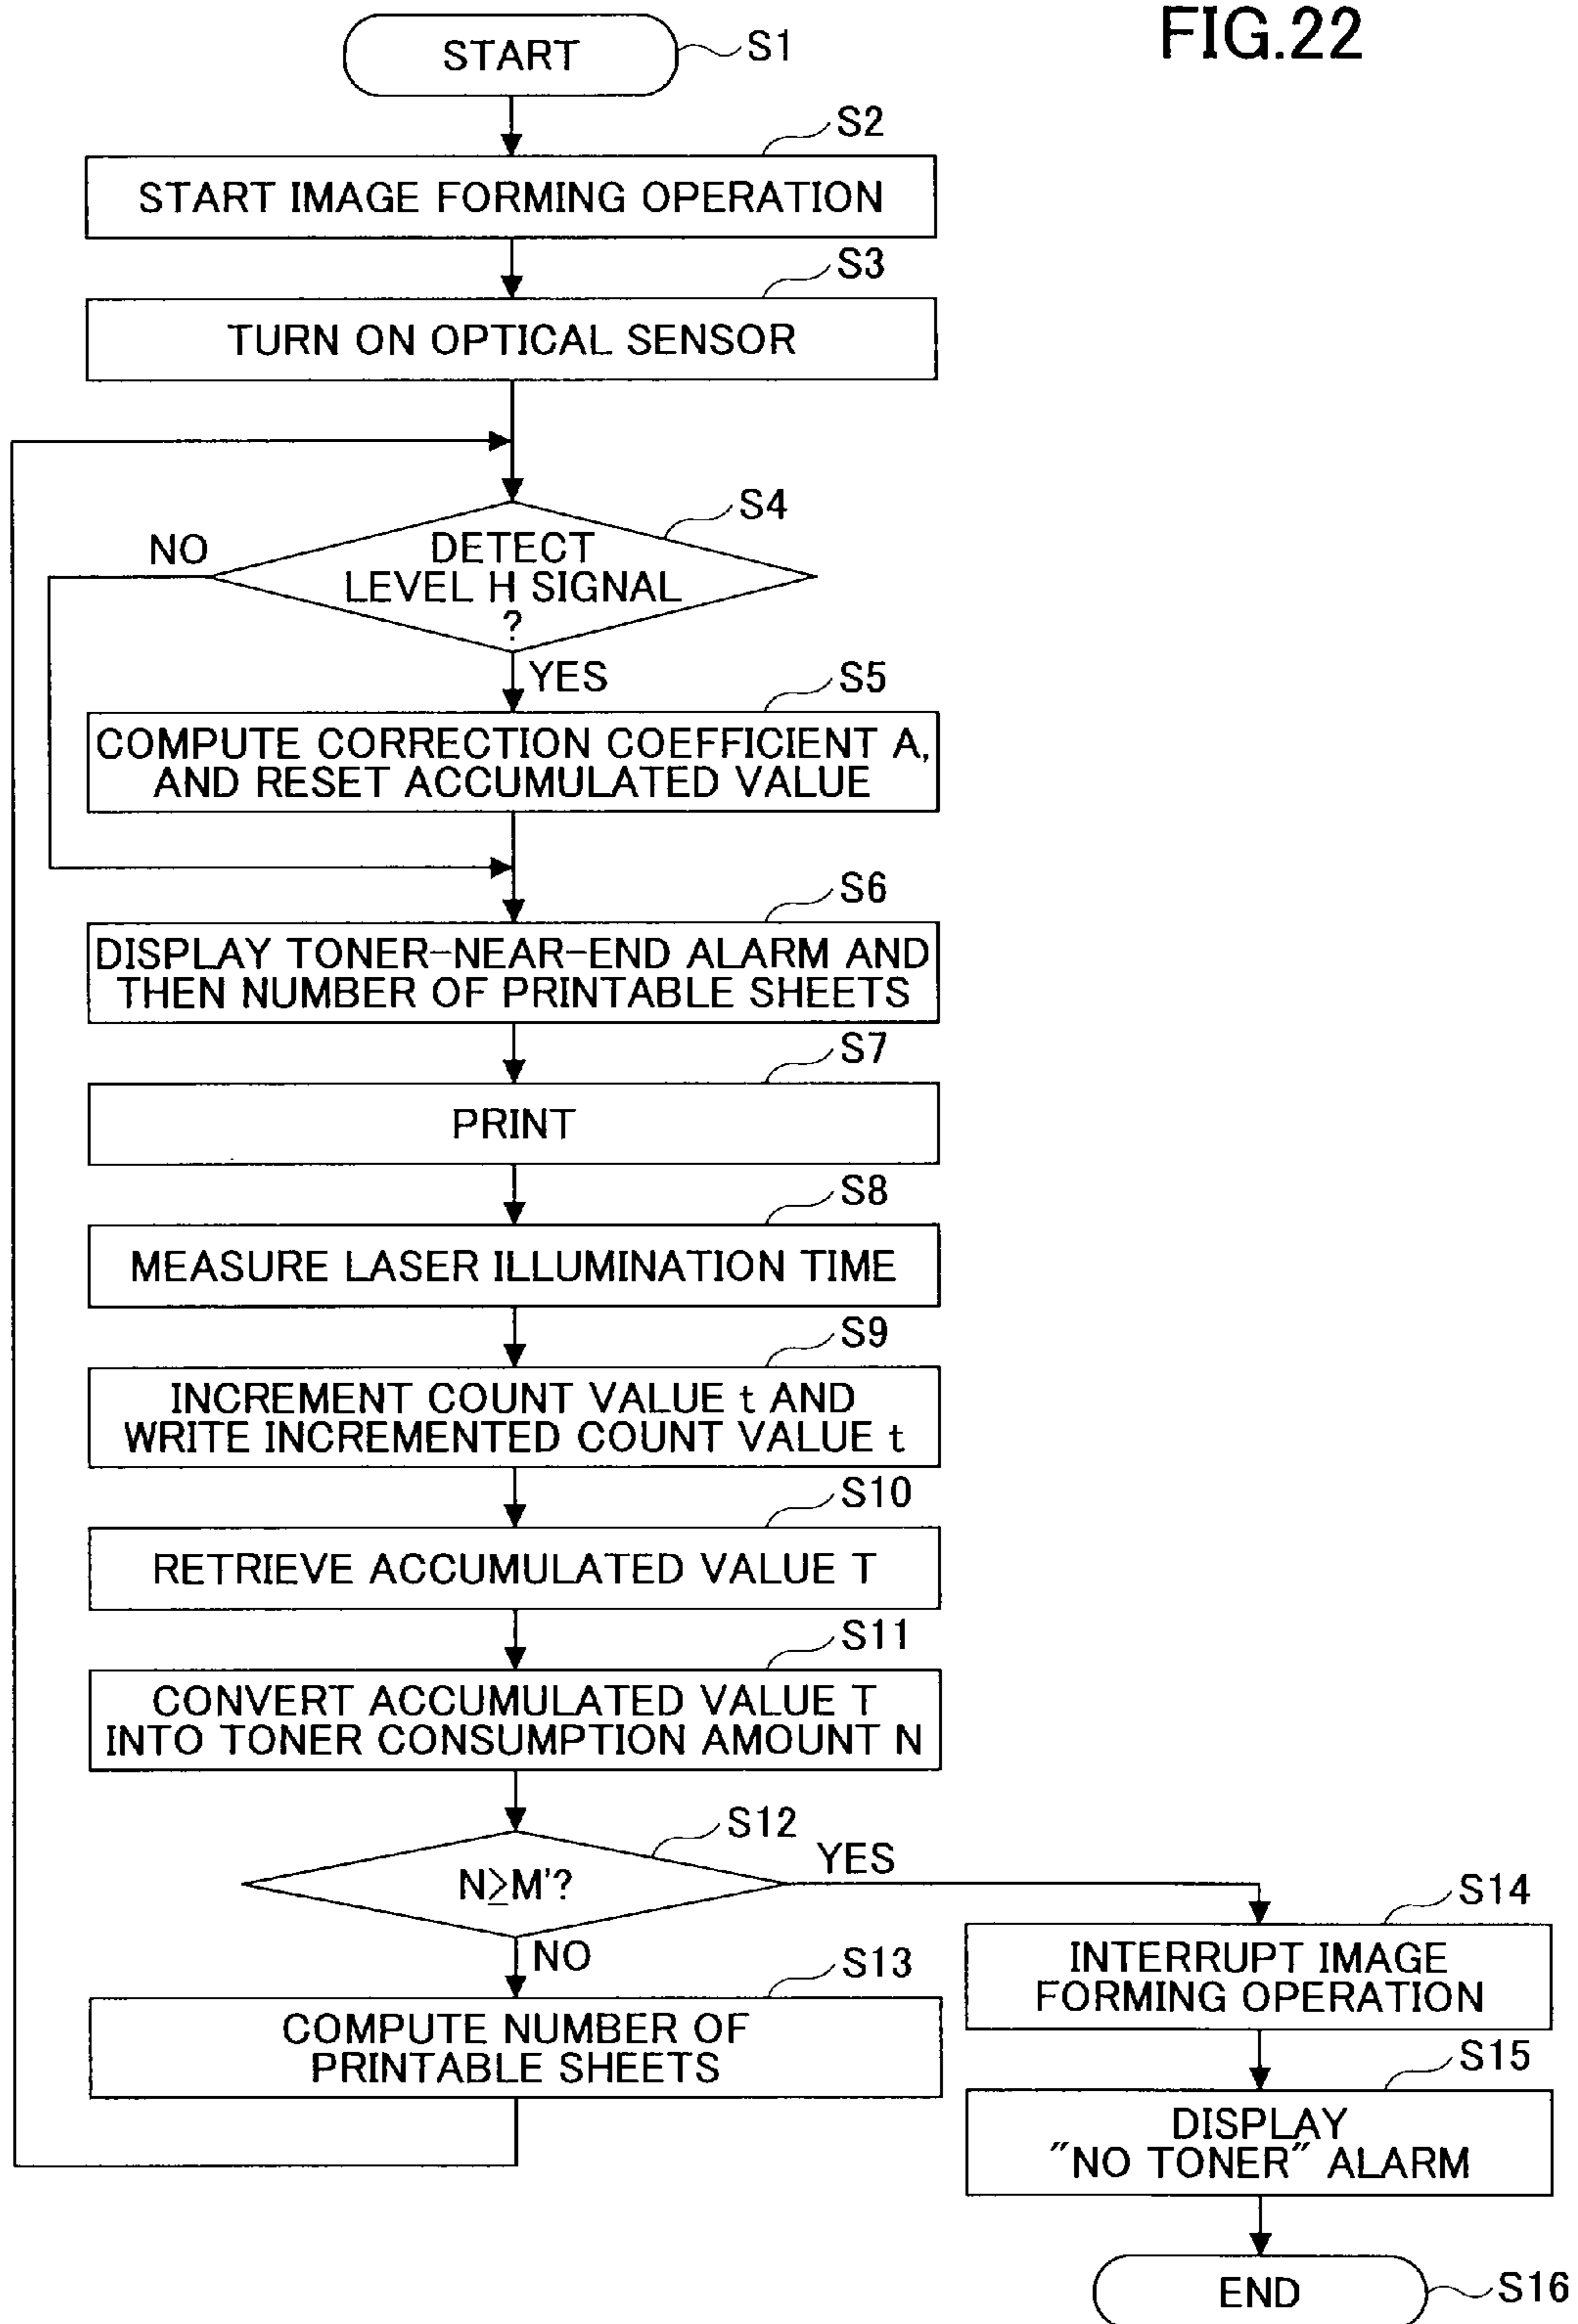 FIG.22
START
S1
S2
START IMAGE FORMING OPERATION
S3
TURN ON OPTICAL SENSOR
S4
NO
DETECT
LEVEL H SIGNAL
?
YES
S5
COMPUTE CORRECTION COEFFICIENT A,
AND RESET ACCUMULATED VALUE
S6
DISPLAY TONER-NEAR-END ALARM AND
THEN NUMBER OF PRINTABLE SHEETS
S7
PRINT
S8
MEASURE LASER ILLUMINATION TIME
S9
INCREMENT COUNT VALUE t AND
WRITE INCREMENTED COUNT VALUE t
S10
RETRIEVE ACCUMULATED VALUE T
S11
CONVERT ACCUMULATED VALUE T
INTO TONER CONSUMPTION AMOUNT N
S12
N≥M'?
YES
NO
S13
COMPUTE NUMBER OF
PRINTABLE SHEETS
S14
INTERRUPT IMAGE
FORMING OPERATION
S15
DISPLAY
"NO TONER" ALARM
END
S16